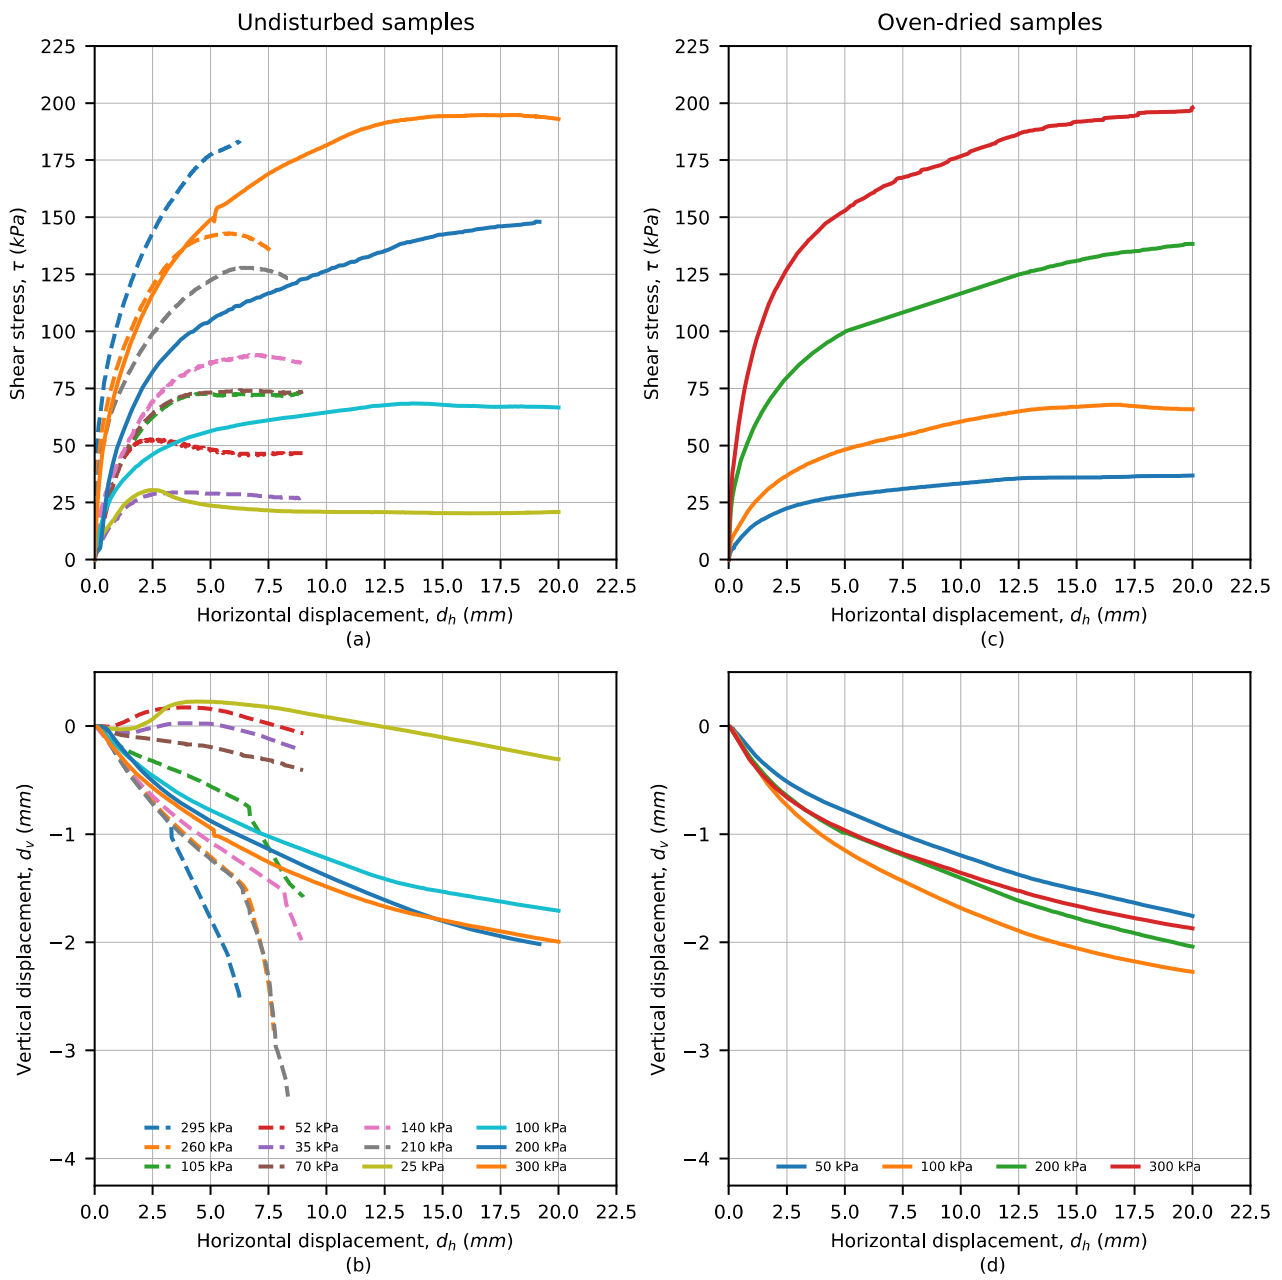 Undisturbed samples
225
200
175
150
125
100
75
50
25
0
Shear stress, τ (kPa)
0.0 2.5 5.0 7.5 10.0 12.5 15.0 17.5 20.0 22.5
Horizontal displacement, d_h (mm)
(a)
Oven-dried samples
225
200
175
150
125
100
75
50
25
0
Shear stress, τ (kPa)
0.0 2.5 5.0 7.5 10.0 12.5 15.0 17.5 20.0 22.5
Horizontal displacement, d_h (mm)
(c)
0
−1
−2
−3
−4
Vertical displacement, d_v (mm)
295 kPa 52 kPa 140 kPa 100 kPa
260 kPa 35 kPa 210 kPa 200 kPa
105 kPa 70 kPa 25 kPa 300 kPa
0.0 2.5 5.0 7.5 10.0 12.5 15.0 17.5 20.0 22.5
Horizontal displacement, d_h (mm)
(b)
0
−1
−2
−3
−4
Vertical displacement, d_v (mm)
50 kPa 100 kPa 200 kPa 300 kPa
0.0 2.5 5.0 7.5 10.0 12.5 15.0 17.5 20.0 22.5
Horizontal displacement, d_h (mm)
(d)